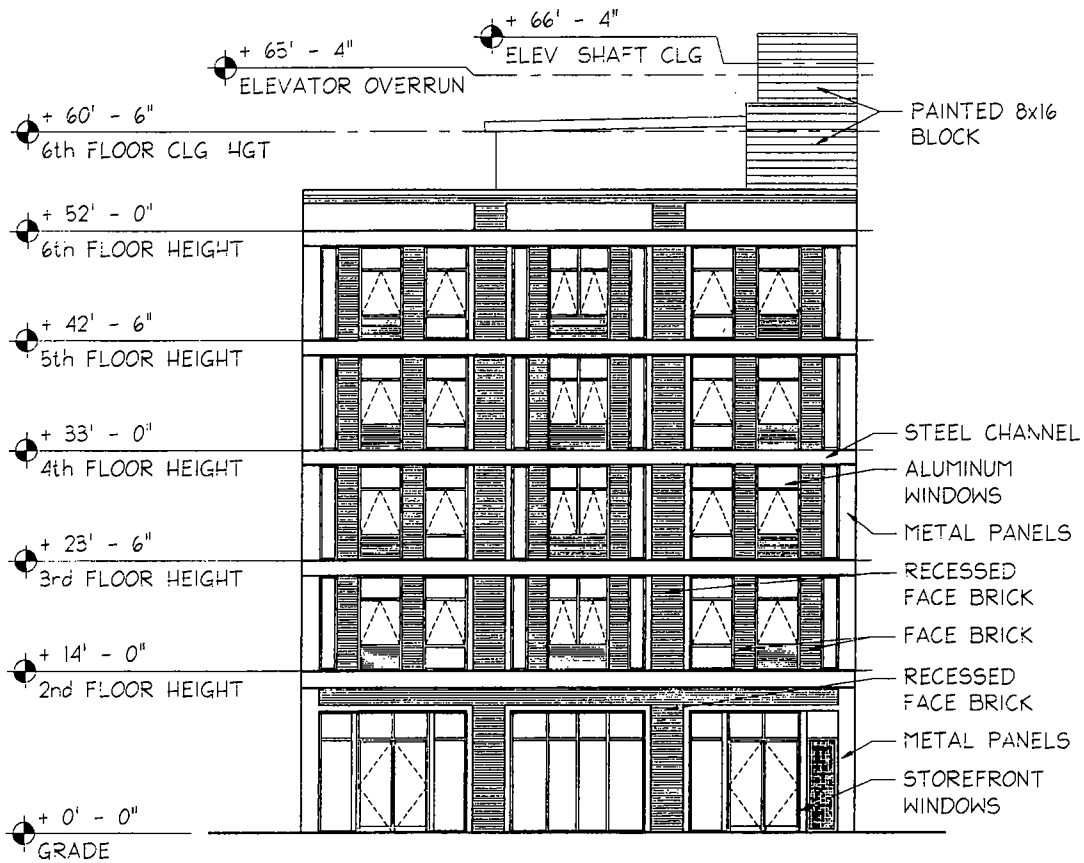 + 66' - 4"
ELEV SHAFT CLG
+ 65' - 4"
ELEVATOR OVERRUN
+ 60' - 6"
6th FLOOR CLG HGT
+ 52' - 0"
6th FLOOR HEIGHT
+ 42' - 6"
5th FLOOR HEIGHT
+ 33' - 0"
4th FLOOR HEIGHT
+ 23' - 6"
3rd FLOOR HEIGHT
+ 14' - 0"
2nd FLOOR HEIGHT
+ 0' - 0"
GRADE
PAINTED 8x16
BLOCK
STEEL CHANNEL
ALUMINUM
WINDOWS
METAL PANELS
RECESSED
FACE BRICK
FACE BRICK
RECESSED
FACE BRICK
METAL PANELS
STOREFRONT
WINDOWS